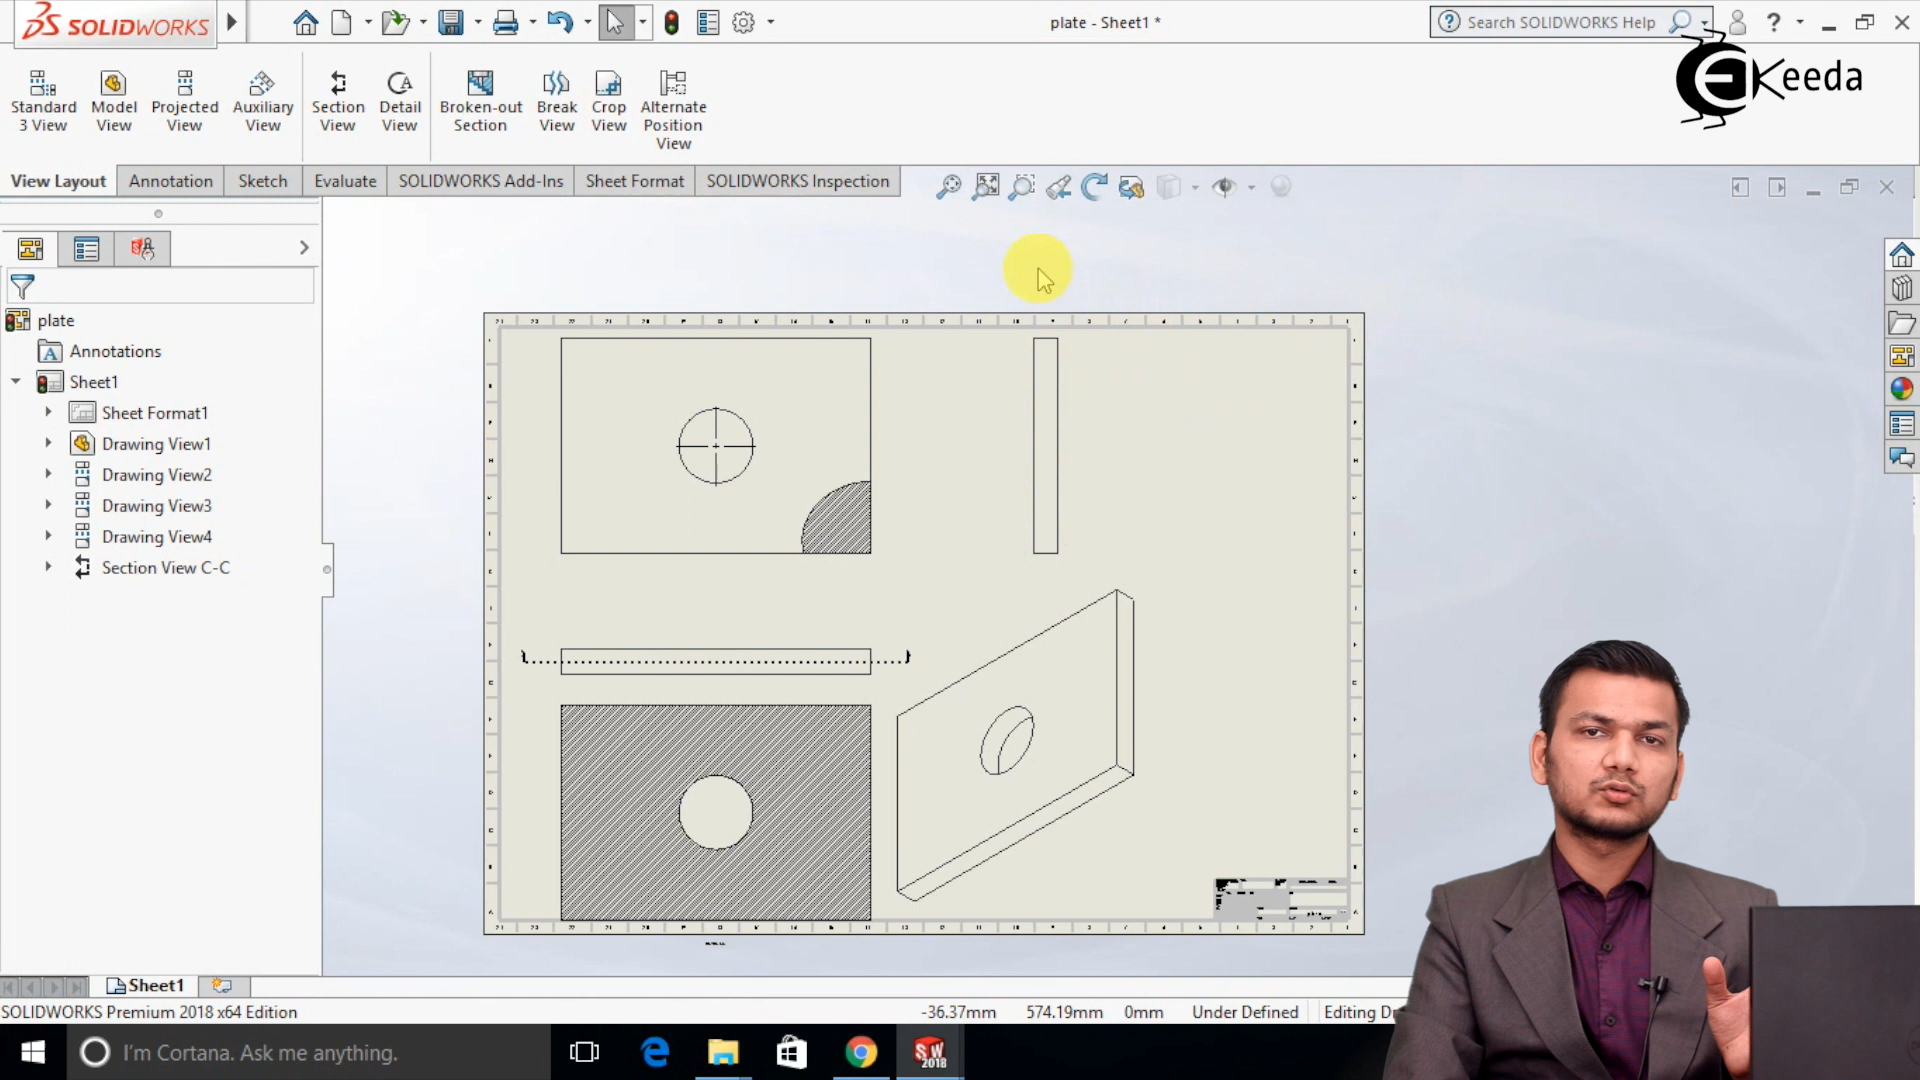 SOLIDWORKS
plate - Sheet1 *
Search SOLIDWORKS Help
?
EKeeda
Standard
3 View
Model
View
Projected
View
Auxiliary
View
Section
View
Detail
View
Broken-out
Section
Break
View
Crop
View
Alternate
Position
View
View Layout
Annotation
Sketch
Evaluate
SOLIDWORKS Add-Ins
Sheet Format
SOLIDWORKS Inspection
plate
Annotations
Sheet1
Sheet Format1
Drawing View1
Drawing View2
Drawing View3
Drawing View4
Section View C-C
Sheet1
SOLIDWORKS Premium 2018 x64 Edition
-36.37mm
574.19mm
0mm
Under Defined
Editing Dr
I'm Cortana. Ask me anything.
SW
2018